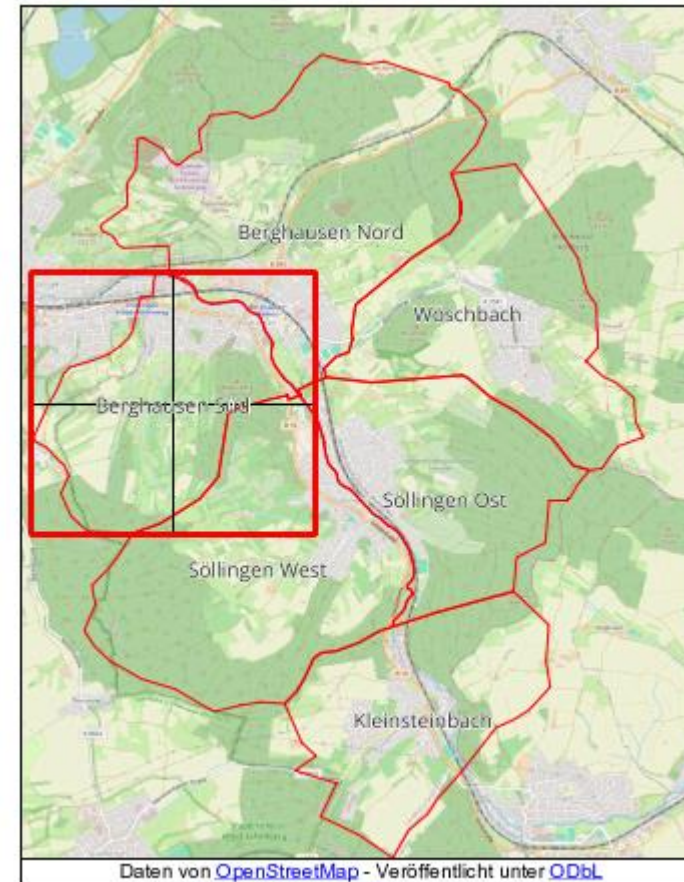 Berghausen Nord
Wöschbach
Berghausen Süd
Söllingen Ost
Söllingen West
Kleinsteinbach
Daten von OpenStreetMap - Veröffentlicht unter ODbL